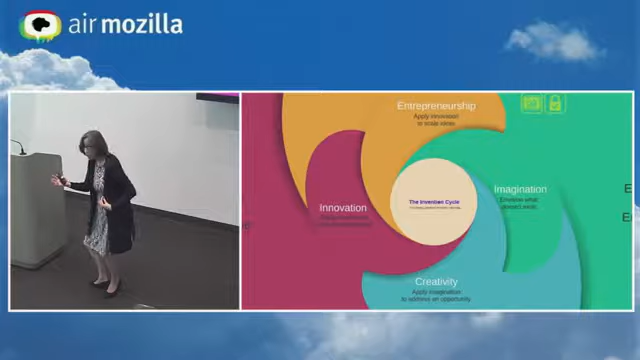 air mozilla
Entrepreneurship
Apply innovation
to scale ideas.
Imagination
Envision what
doesn't exist.
Innovation
The Invention Cycle
Creativity
Apply imagination
to address an opportunity.
E
E